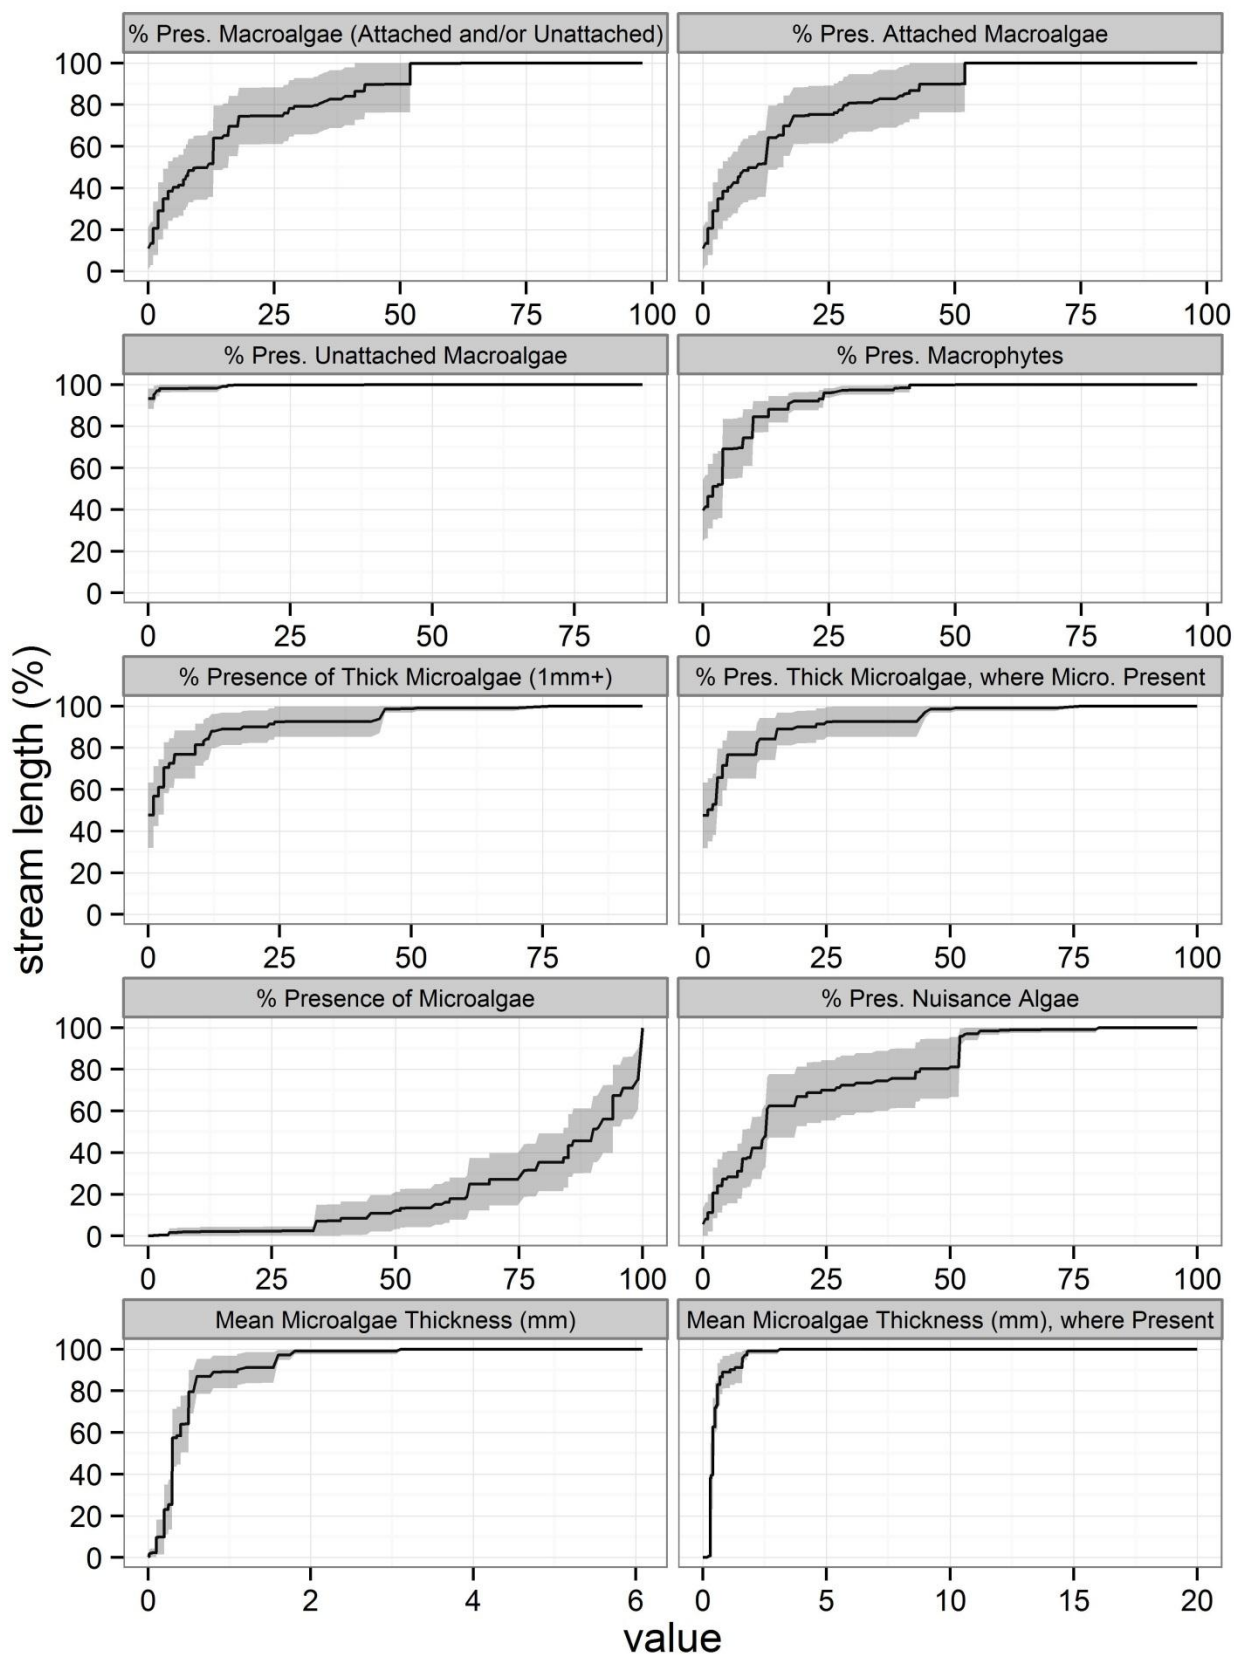 % Pres. Macroalgae (Attached and/or Unattached)
% Pres. Attached Macroalgae
100
80
60
40
20
0
0 25 50 75 100
0 25 50 75 100
% Pres. Unattached Macroalgae
% Pres. Macrophytes
100
80
60
40
20
0
0 25 50 75
0 25 50 75 100
% Presence of Thick Microalgae (1mm+)
% Pres. Thick Microalgae, where Micro. Present
100
80
60
40
20
0
0 25 50 75
0 25 50 75 100
stream length (%)
% Presence of Microalgae
% Pres. Nuisance Algae
100
80
60
40
20
0
0 25 50 75 100
0 25 50 75 100
Mean Microalgae Thickness (mm)
Mean Microalgae Thickness (mm), where Present
100
80
60
40
20
0
0 2 4 6
0 5 10 15 20
value